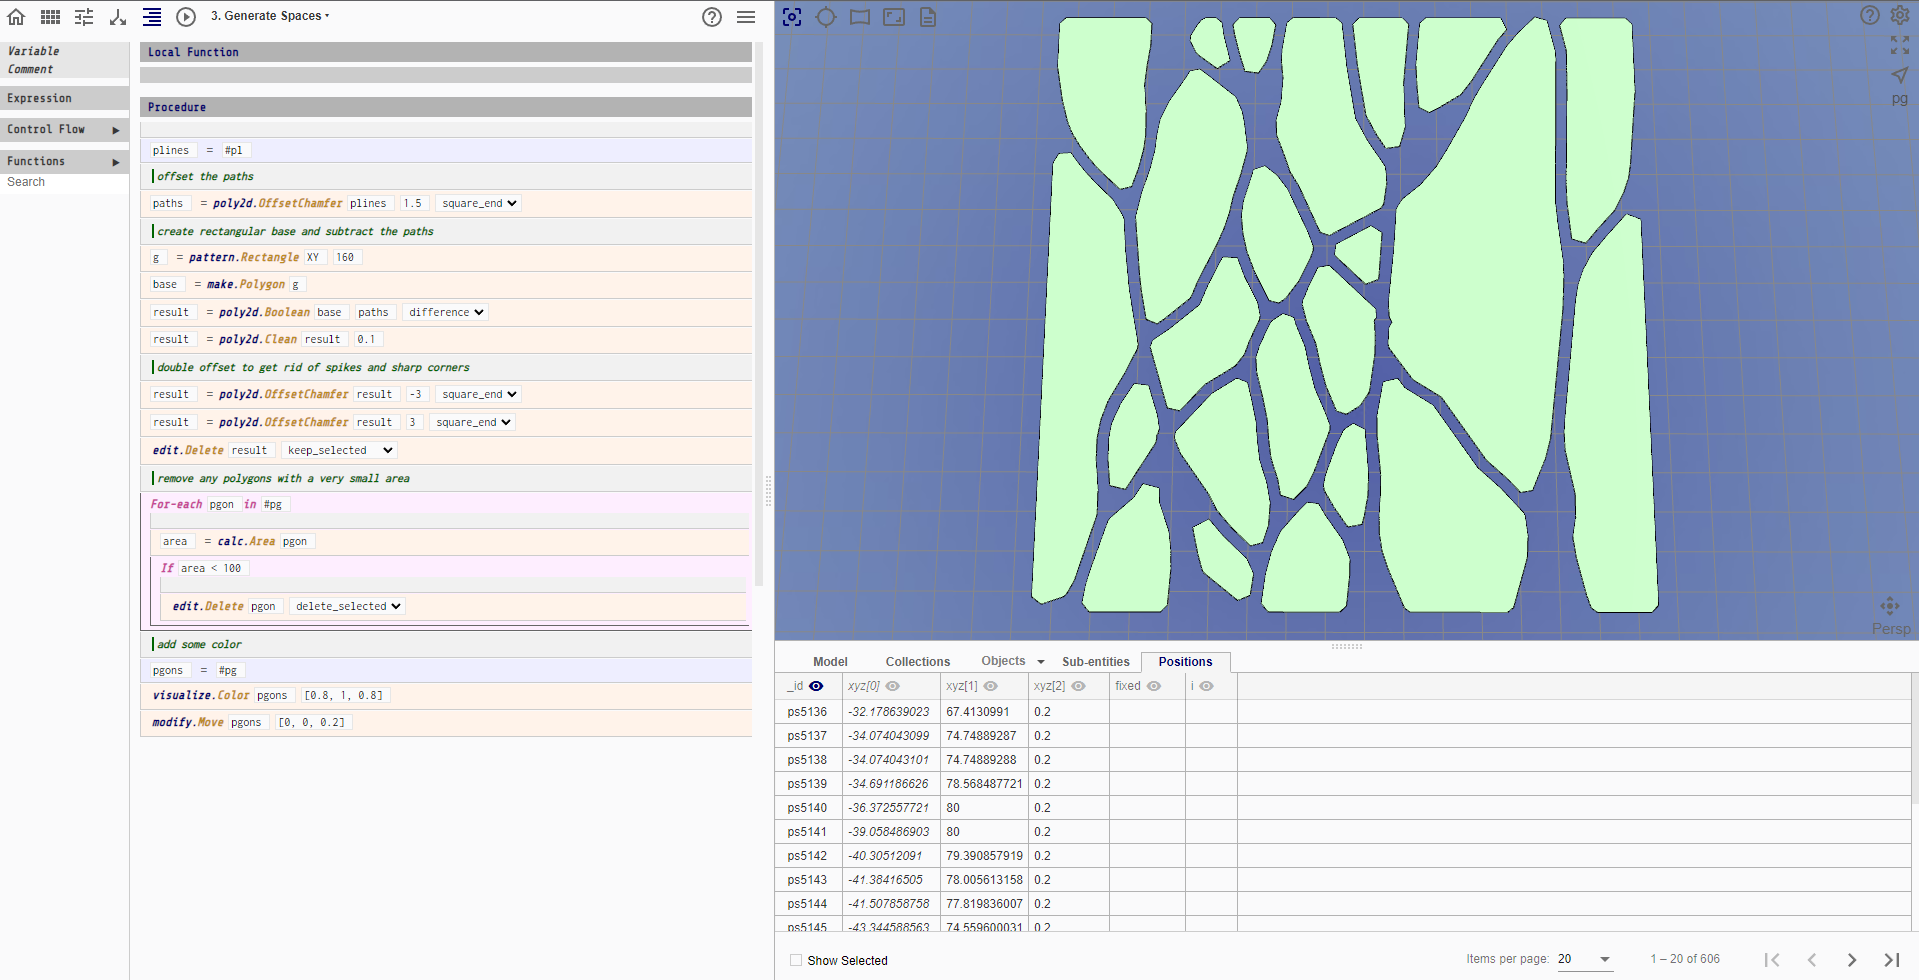 3. Generate Spaces
Variable
Comment
Expression
Control Flow
Functions
Search
Local Function
Procedure
plines = #pl
offset the paths
paths = poly2d.OffsetChamfer plines 1.5 square_end
create rectangular base and subtract the paths
g = pattern.Rectangle XY 160
base = make.Polygon g
result = poly2d.Boolean base paths difference
result = poly2d.Clean result 0.1
double offset to get rid of spikes and sharp corners
result = poly2d.OffsetChamfer result -3 square_end
result = poly2d.OffsetChamfer result 3 square_end
edit.Delete result keep_selected
remove any polygons with a very small area
For-each pgon in #pg
area = calc.Area pgon
If area < 100
edit.Delete pgon delete_selected
add some color
pgons = #pg
visualize.Color pgons [0.8, 1, 0.8]
modify.Move pgons [0, 0, 0.2]
pg
Persp
Model Collections Objects Sub-entities Positions
_id xyz[0] xyz[1] xyz[2] fixed i
ps5136 -32.178639023 67.4130991 0.2
ps5137 -34.074043099 74.74889287 0.2
ps5138 -34.074043101 74.74889288 0.2
ps5139 -34.691186626 78.568487721 0.2
ps5140 -36.372557721 80 0.2
ps5141 -39.058486903 80 0.2
ps5142 -40.30512091 79.390857919 0.2
ps5143 -41.38416505 78.005613158 0.2
ps5144 -41.507858758 77.819836007 0.2
ps5145 -43.344588563 74.559600031 0.2
Show Selected
Items per page: 20
1 – 20 of 606